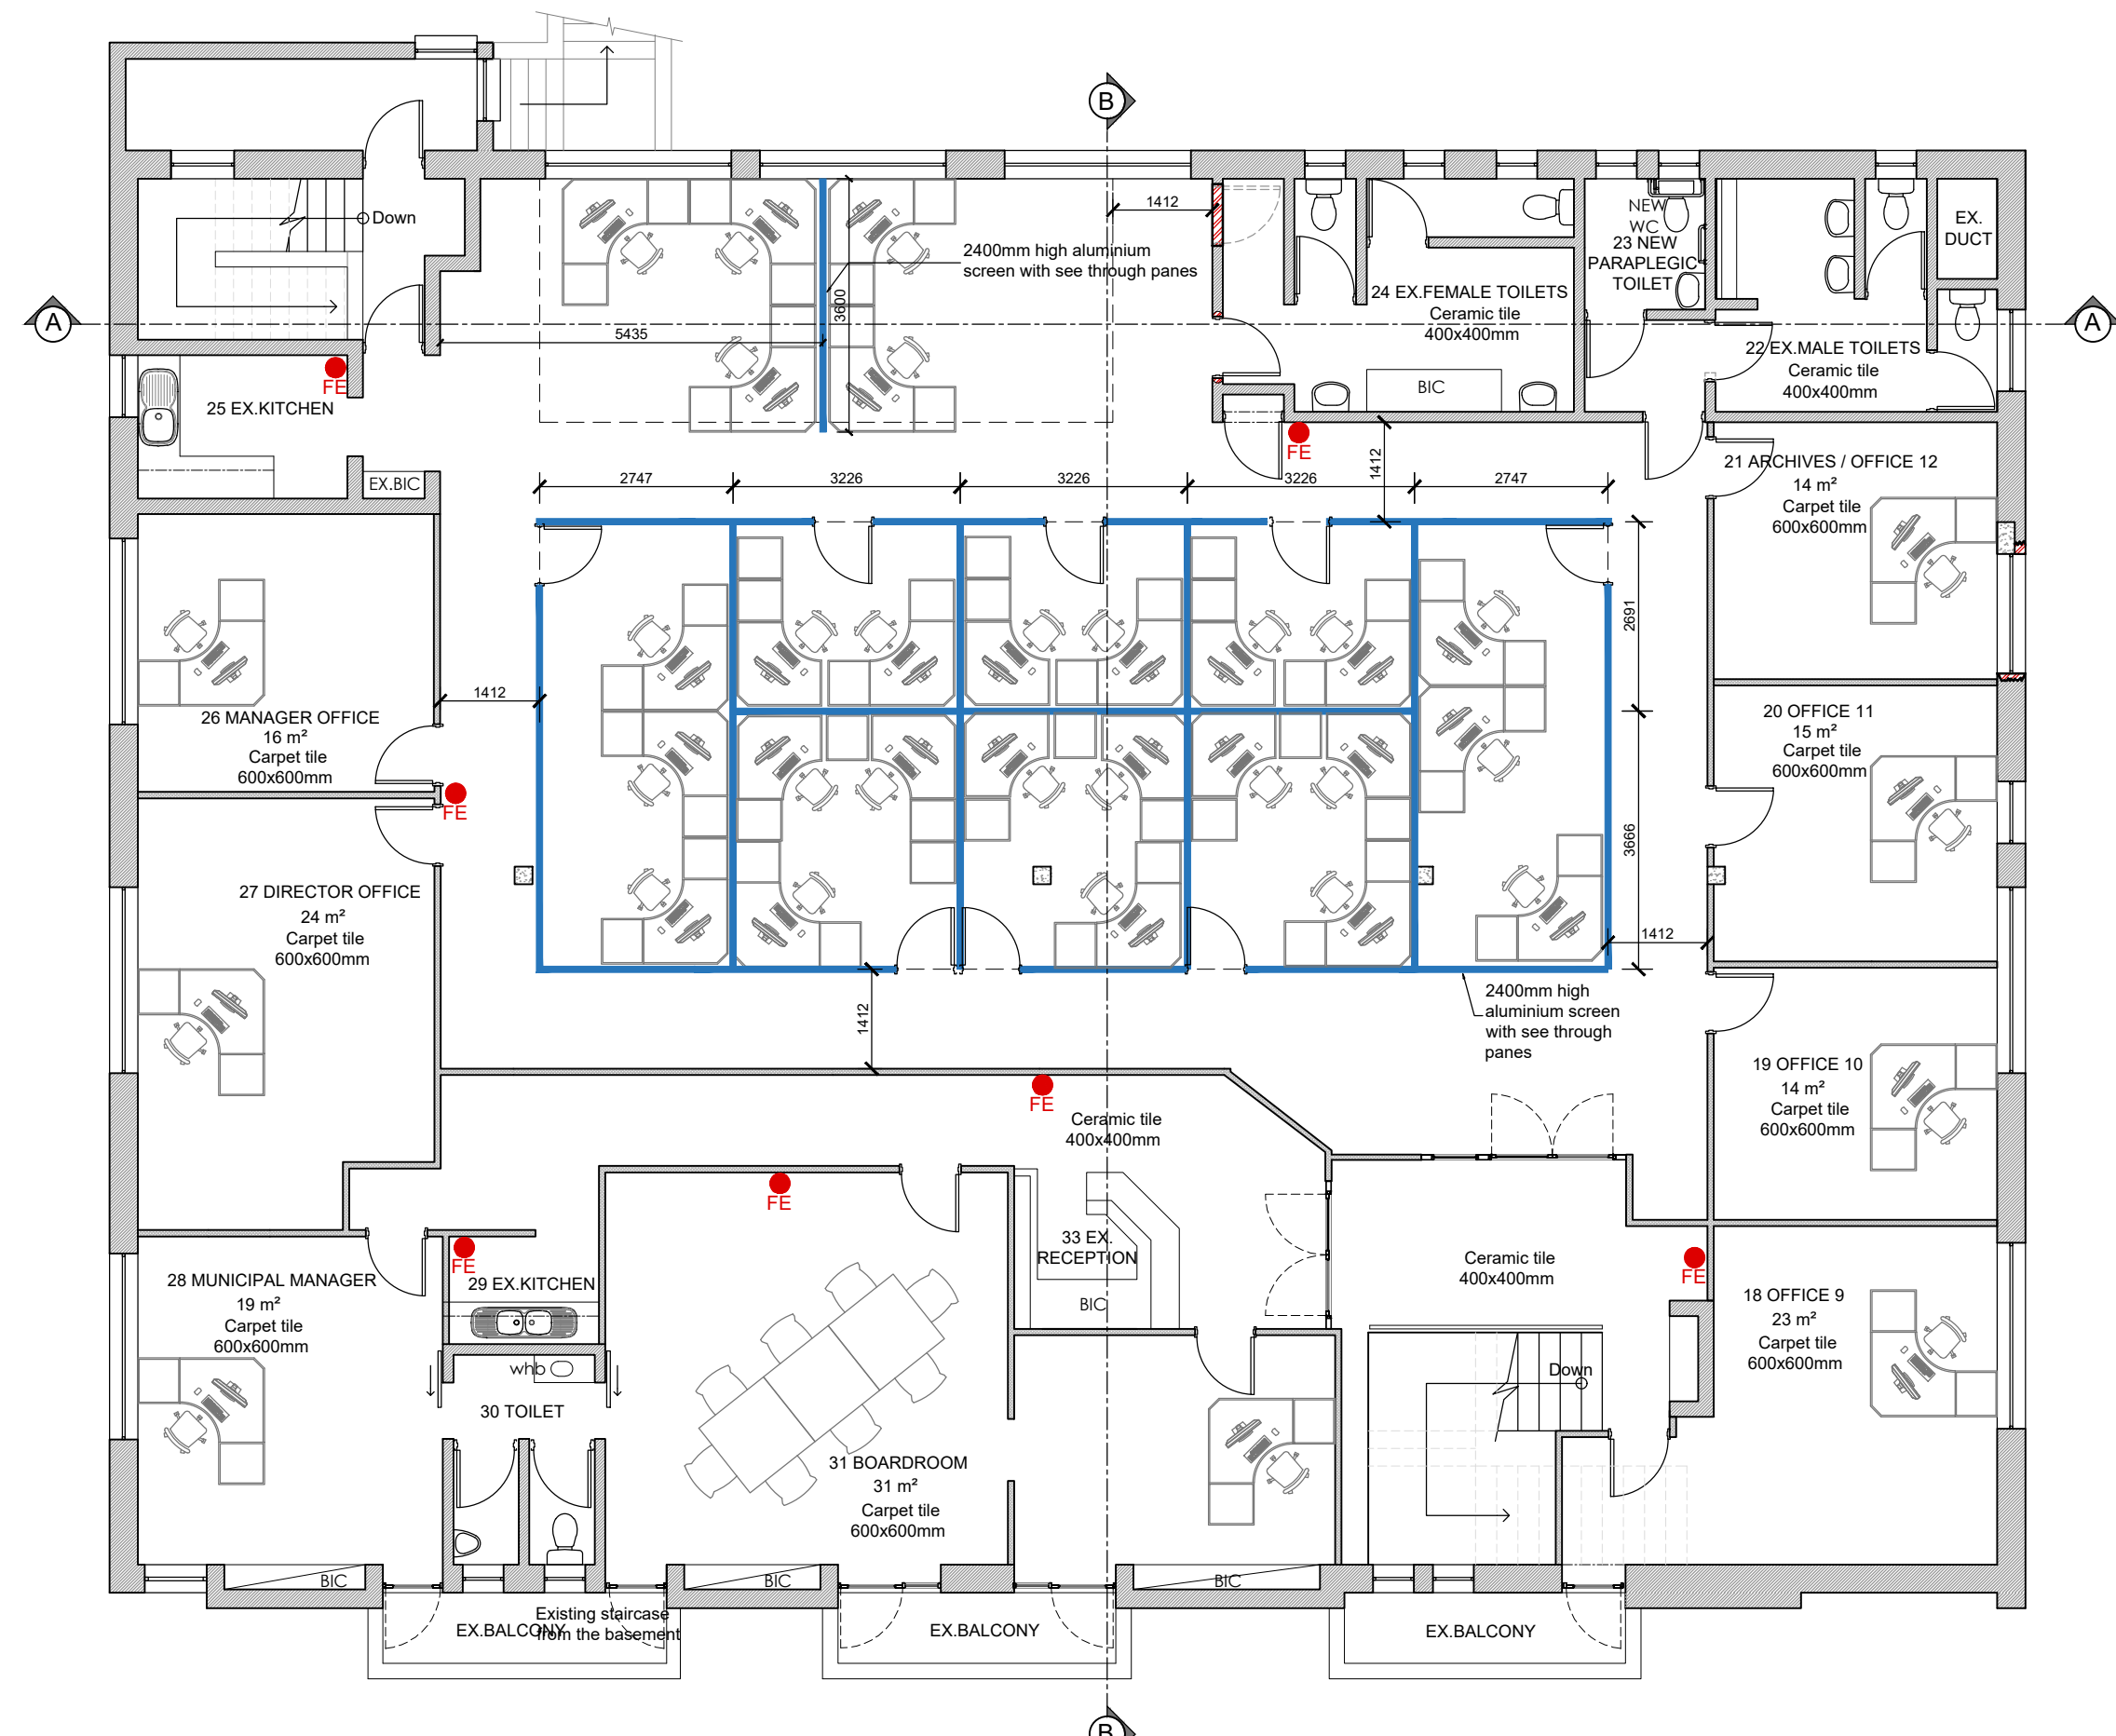 B
Down
1412
NEW
WC
23 NEW
PARAPLEGIC
TOILET
EX.
DUCT
2400mm high aluminium
screen with see through panes
3600
5435
24 EX.FEMALE TOILETS
Ceramic tile
400x400mm
A
A
22 EX.MALE TOILETS
Ceramic tile
400x400mm
BIC
FE
25 EX.KITCHEN
EX.BIC
FE
1412
2747
3226
3226
3226
2747
21 ARCHIVES / OFFICE 12
14 m²
Carpet tile
600x600mm
2691
1412
26 MANAGER OFFICE
16 m²
Carpet tile
600x600mm
20 OFFICE 11
15 m²
Carpet tile
600x600mm
FE
3666
27 DIRECTOR OFFICE
24 m²
Carpet tile
600x600mm
1412
1412
2400mm high
aluminium screen
with see through
panes
19 OFFICE 10
14 m²
Carpet tile
600x600mm
FE
Ceramic tile
400x400mm
FE
33 EX.
RECEPTION
BIC
FE
29 EX.KITCHEN
28 MUNICIPAL MANAGER
19 m²
Carpet tile
600x600mm
Ceramic tile
400x400mm
FE
18 OFFICE 9
23 m²
Carpet tile
600x600mm
whb
Down
30 TOILET
31 BOARDROOM
31 m²
Carpet tile
600x600mm
BIC
BIC
BIC
Existing staircase
from the basement
EX.BALCONY
EX.BALCONY
EX.BALCONY
B